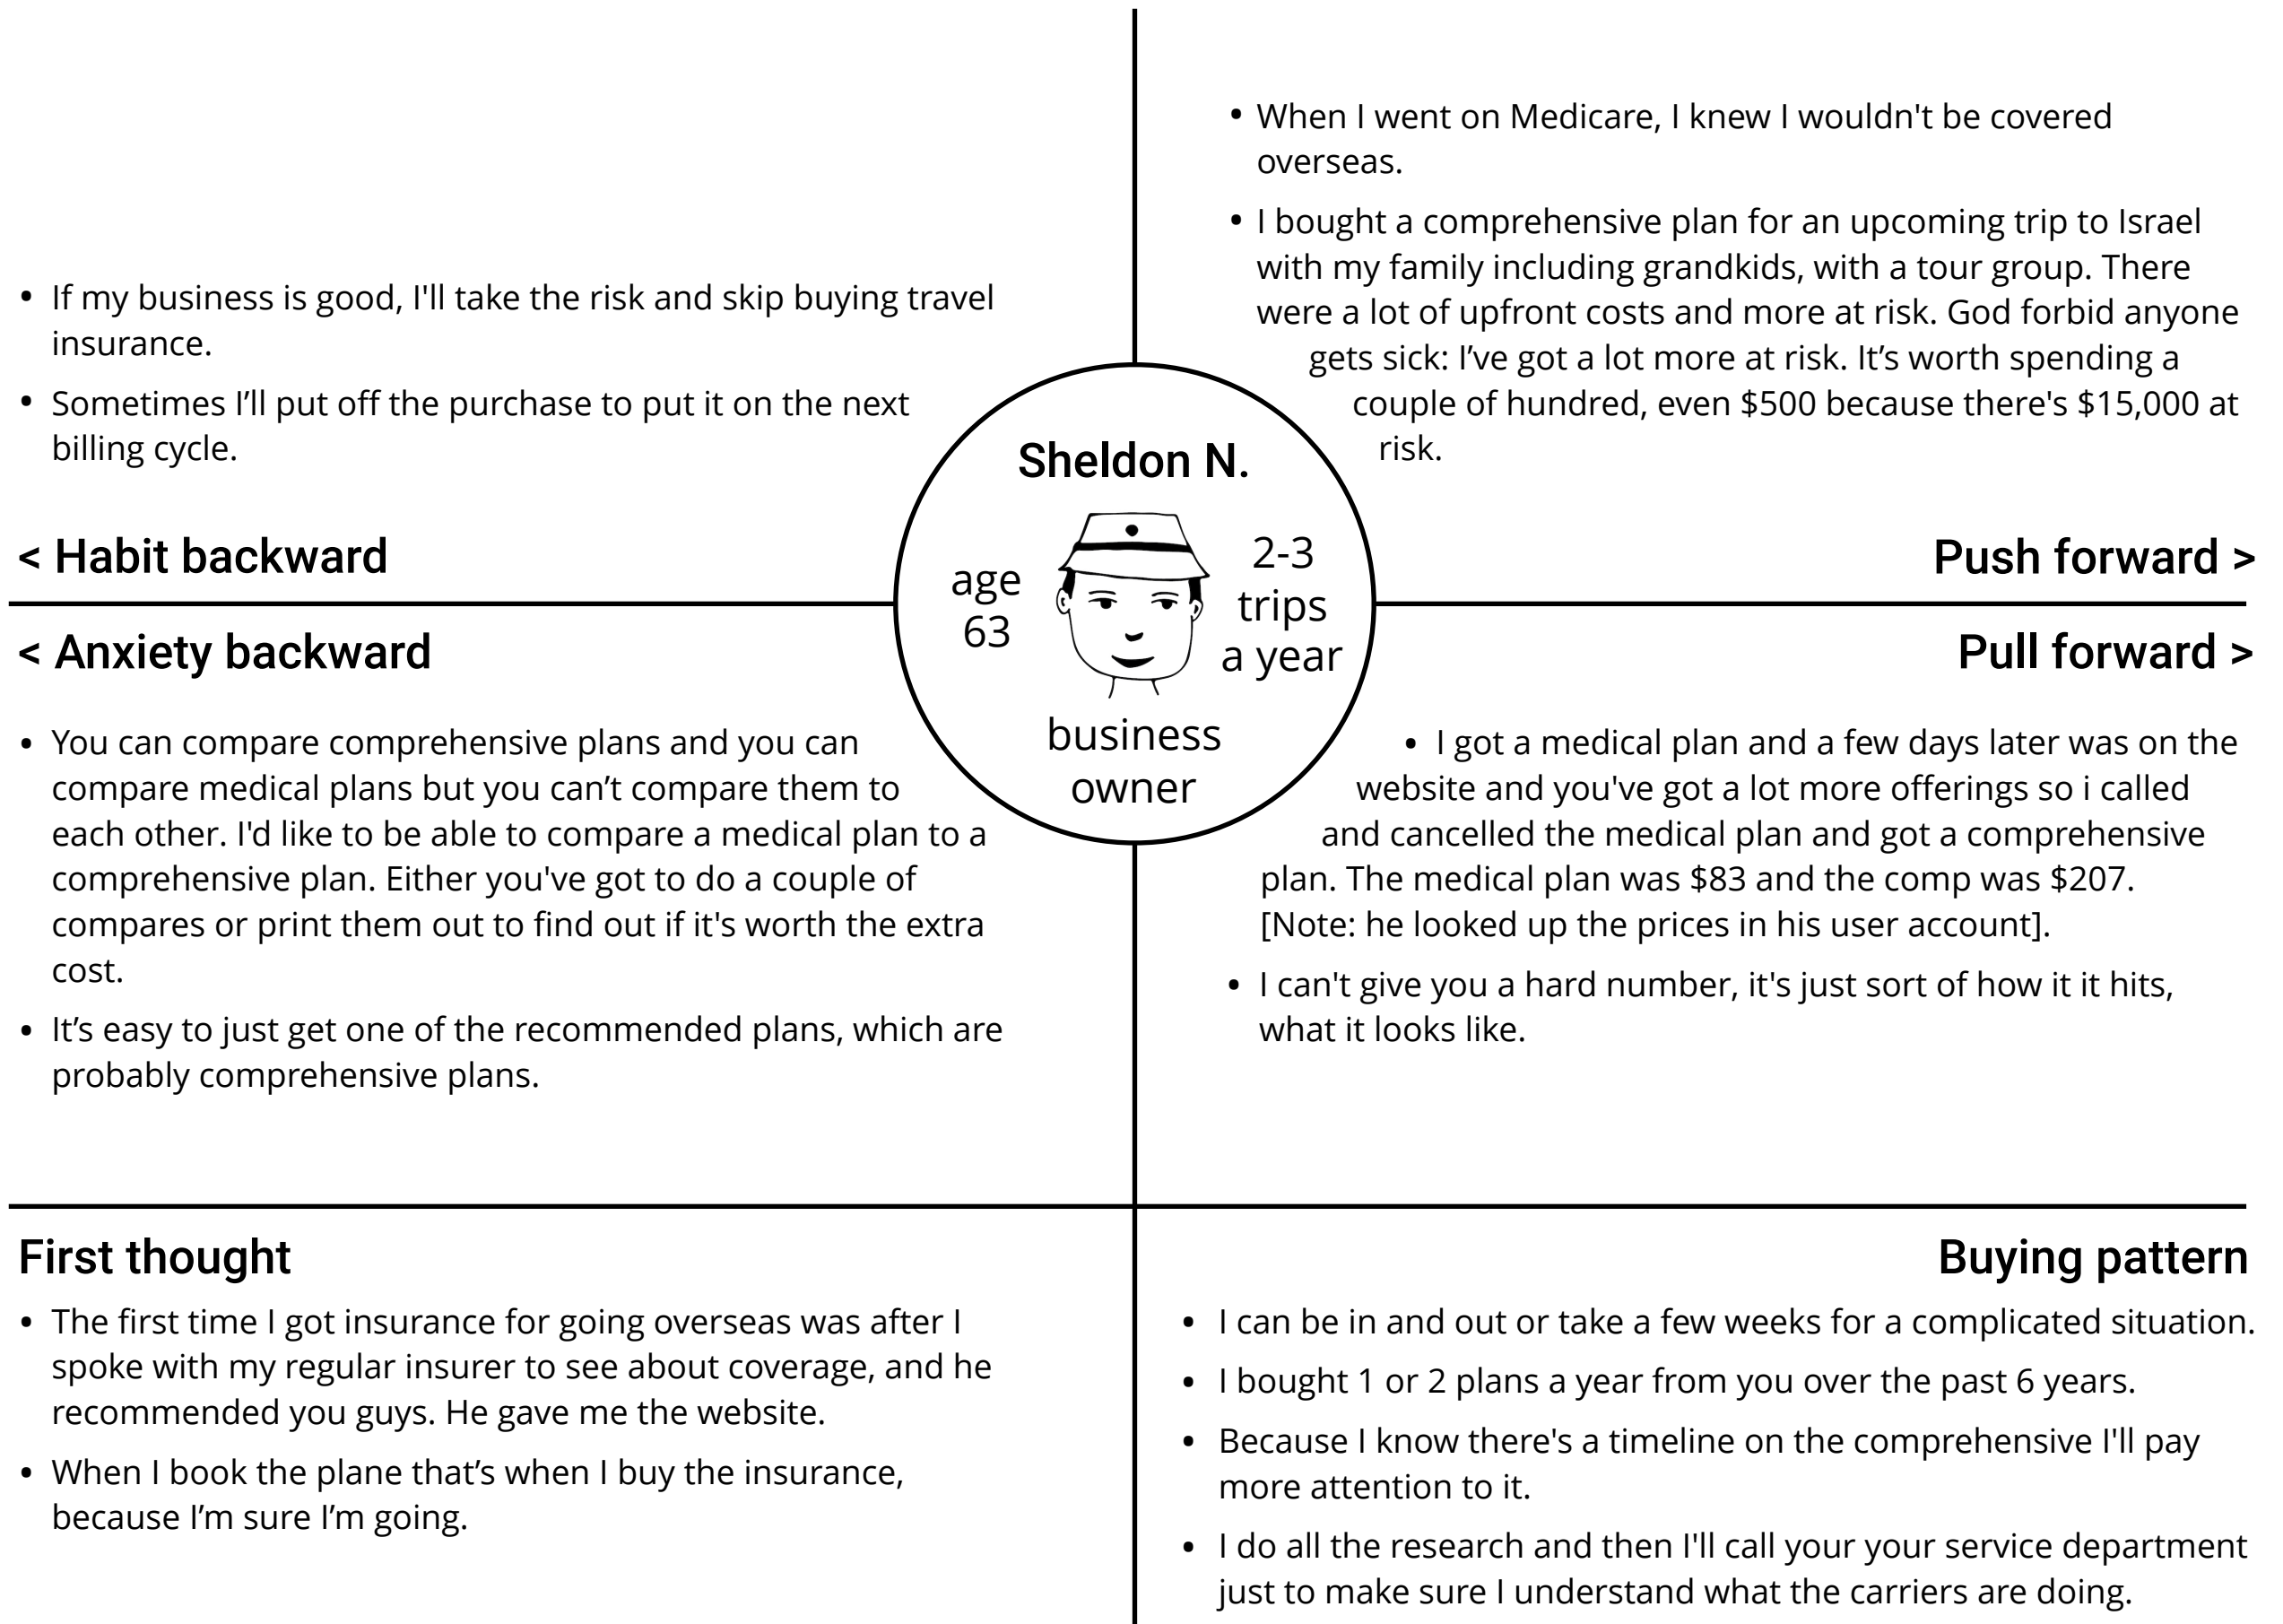 • If my business is good, I'll take the risk and skip buying travel
insurance.
• Sometimes I’ll put off the purchase to put it on the next
billing cycle.
< Habit backward
• When I went on Medicare, I knew I wouldn't be covered
overseas.
• I bought a comprehensive plan for an upcoming trip to Israel
with my family including grandkids, with a tour group. There
were a lot of upfront costs and more at risk. God forbid anyone
gets sick: I’ve got a lot more at risk. It’s worth spending a
couple of hundred, even $500 because there's $15,000 at
risk.
Push forward >
Sheldon N.
age
63
2-3
trips
a year
business
owner
< Anxiety backward
• You can compare comprehensive plans and you can
compare medical plans but you can’t compare them to
each other. I'd like to be able to compare a medical plan to a
comprehensive plan. Either you've got to do a couple of
compares or print them out to find out if it's worth the extra
cost.
• It’s easy to just get one of the recommended plans, which are
probably comprehensive plans.
Pull forward >
• I got a medical plan and a few days later was on the
website and you've got a lot more offerings so i called
and cancelled the medical plan and got a comprehensive
plan. The medical plan was $83 and the comp was $207.
[Note: he looked up the prices in his user account].
• I can't give you a hard number, it's just sort of how it it hits,
what it looks like.
First thought
• The first time I got insurance for going overseas was after I
spoke with my regular insurer to see about coverage, and he
recommended you guys. He gave me the website.
• When I book the plane that’s when I buy the insurance,
because I’m sure I’m going.
Buying pattern
• I can be in and out or take a few weeks for a complicated situation.
• I bought 1 or 2 plans a year from you over the past 6 years.
• Because I know there's a timeline on the comprehensive I'll pay
more attention to it.
• I do all the research and then I'll call your your service department
just to make sure I understand what the carriers are doing.